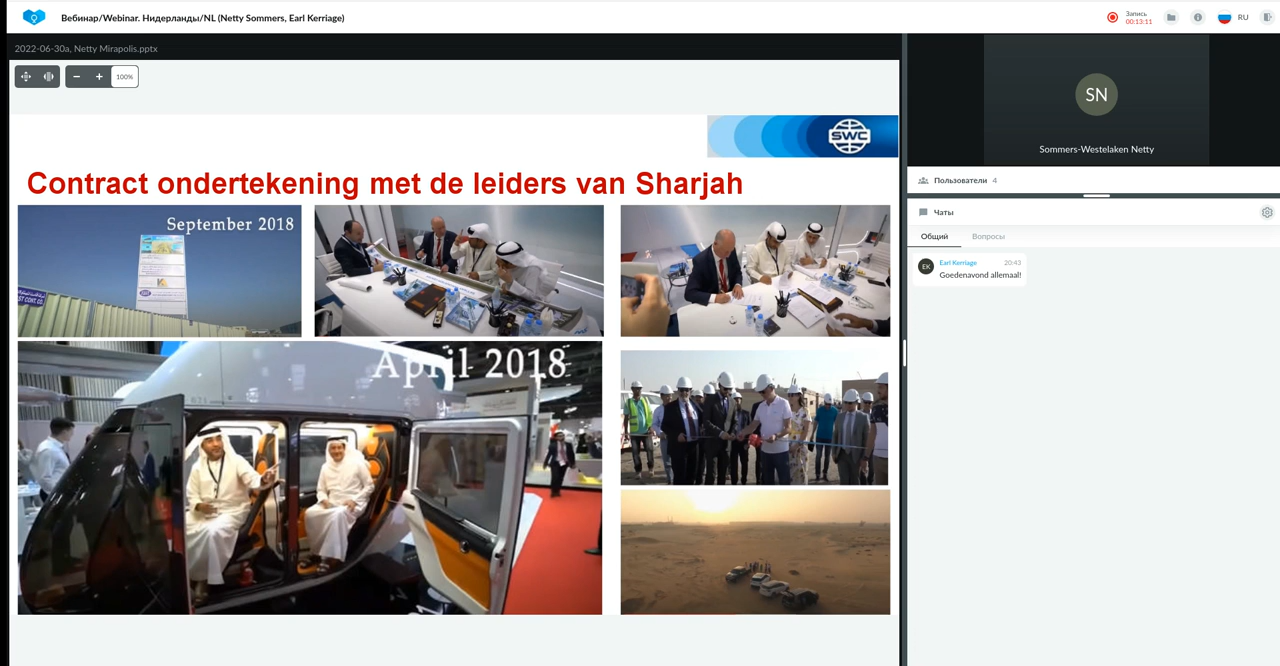 Вебинар/Webinar. Нидерланды/NL (Netty Sommers, Earl Kerriage)
Запись
00:13:11
RU
2022-06-30a, Netty Mirapolis.pptx
100%
SWC
Contract ondertekening met de leiders van Sharjah
September 2018
April 2018
SN
Sommers-Westelaken Netty
Пользователи 4
Чаты
Общий
Вопросы
EK
Earl Kerriage
20:43
Goedenavond allemaal!